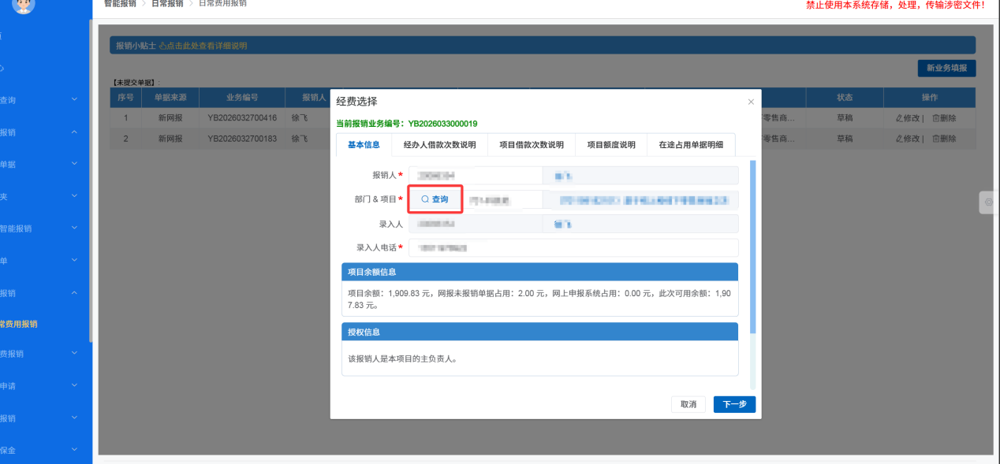 智能报销 > 日常报销 > 日常费用报销
禁止使用本系统存储，处理，传输涉密文件!
查询
报销
单据
夹
智能报销
单
报销
常费用报销
费报销
申请
报销
保金
报销小贴士 点击此处查看详细说明
新业务填报
【未提交单据】:
序号 单据来源 业务编号 报销人 状态 操作
1 新网报 YB2026032700416 徐飞 零售商... 草稿 修改 | 删除
2 新网报 YB2026032700183 徐飞 零售商... 草稿 修改 | 删除
经费选择
当前报销业务编号：YB2026033000019
基本信息 经办人借款次数说明 项目借款次数说明 项目额度说明 在途占用单据明细
报销人*
部门 & 项目* 查询
录入人
录入人电话*
项目余额信息
项目余额：1,909.83 元，网报未报销单据占用：2.00 元，网上申报系统占用：0.00 元，此次可用余额：1,90
7.83 元。
授权信息
该报销人是本项目的主负责人。
取消 下一步